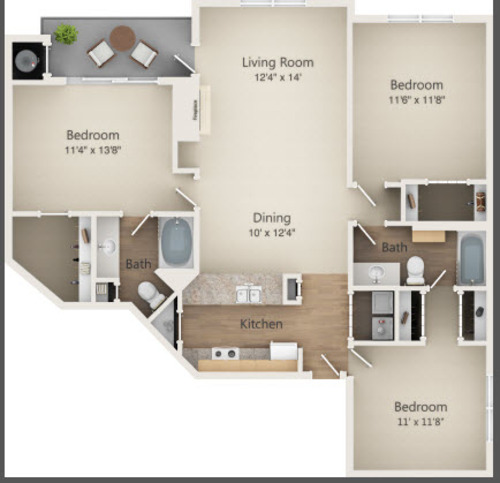 Living Room
12'4" x 14'
Bedroom
11'6" x 11'8"
Fireplace
Bedroom
11'4" x 13'8"
Dining
10' x 12'4"
Bath
Bath
Kitchen
Bedroom
11' x 11'8"